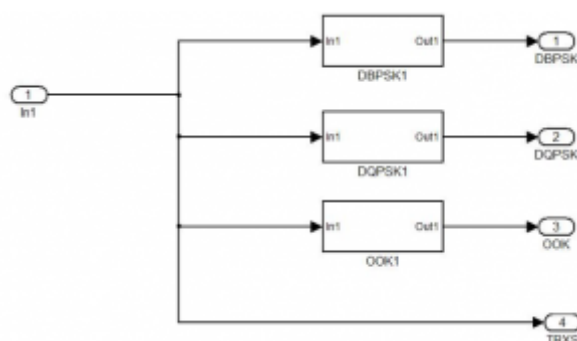 In1 Out1 1
DBPSK1 DBPSK
1
In1
In1 Out1 2
DQPSK1 DQPSK
In1 Out1 3
OOK1 OOK
4